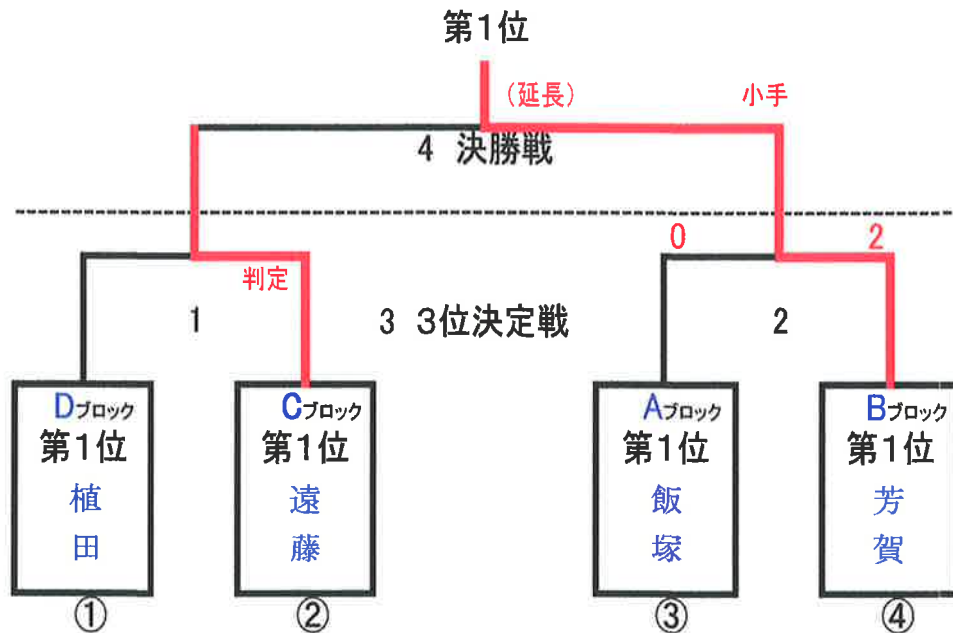 第1位
(延長) 小手
4 決勝戦
0 2
判定
1 3 3位決定戦 2
Dブロック Cブロック Aブロック Bブロック
第1位 第1位 第1位 第1位
植田 遠藤 飯塚 芳賀
① ② ③ ④